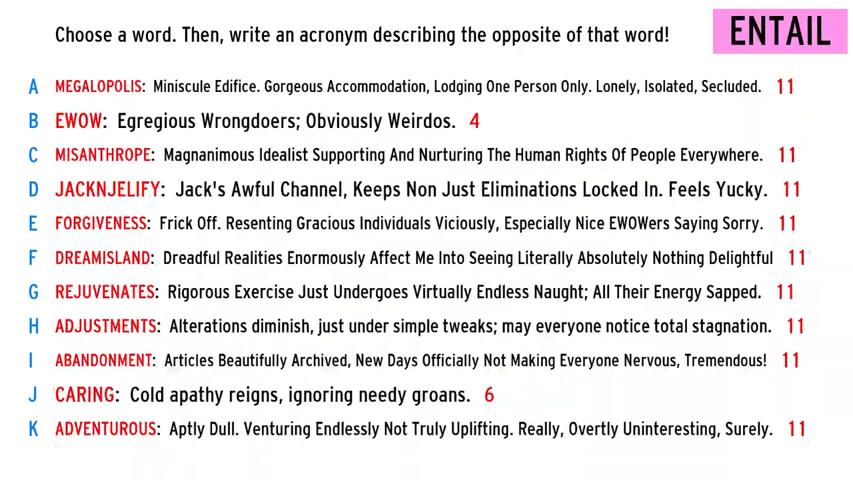 Choose a word. Then, write an acronym describing the opposite of that word!
ENTAIL
A MEGALOPOLIS: Miniscule Edifice. Gorgeous Accommodation, Lodging One Person Only. Lonely, Isolated, Secluded. 11
B EWOW: Egregious Wrongdoers; Obviously Weirdos. 4
C MISANTHROPE: Magnanimous Idealist Supporting And Nurturing The Human Rights Of People Everywhere. 11
D JACKNJELIFY: Jack's Awful Channel, Keeps Non Just Eliminations Locked In. Feels Yucky. 11
E FORGIVENESS: Frick Off. Resenting Gracious Individuals Viciously, Especially Nice EWOWers Saying Sorry. 11
F DREAMISLAND: Dreadful Realities Enormously Affect Me Into Seeing Literally Absolutely Nothing Delightful 11
G REJUVENATES: Rigorous Exercise Just Undergoes Virtually Endless Naught; All Their Energy Sapped. 11
H ADJUSTMENTS: Alterations diminish, just under simple tweaks; may everyone notice total stagnation. 11
I ABANDONMENT: Articles Beautifully Archived, New Days Officially Not Making Everyone Nervous, Tremendous! 11
J CARING: Cold apathy reigns, ignoring needy groans. 6
K ADVENTUROUS: Aptly Dull. Venturing Endlessly Not Truly Uplifting. Really, Overtly Uninteresting, Surely. 11